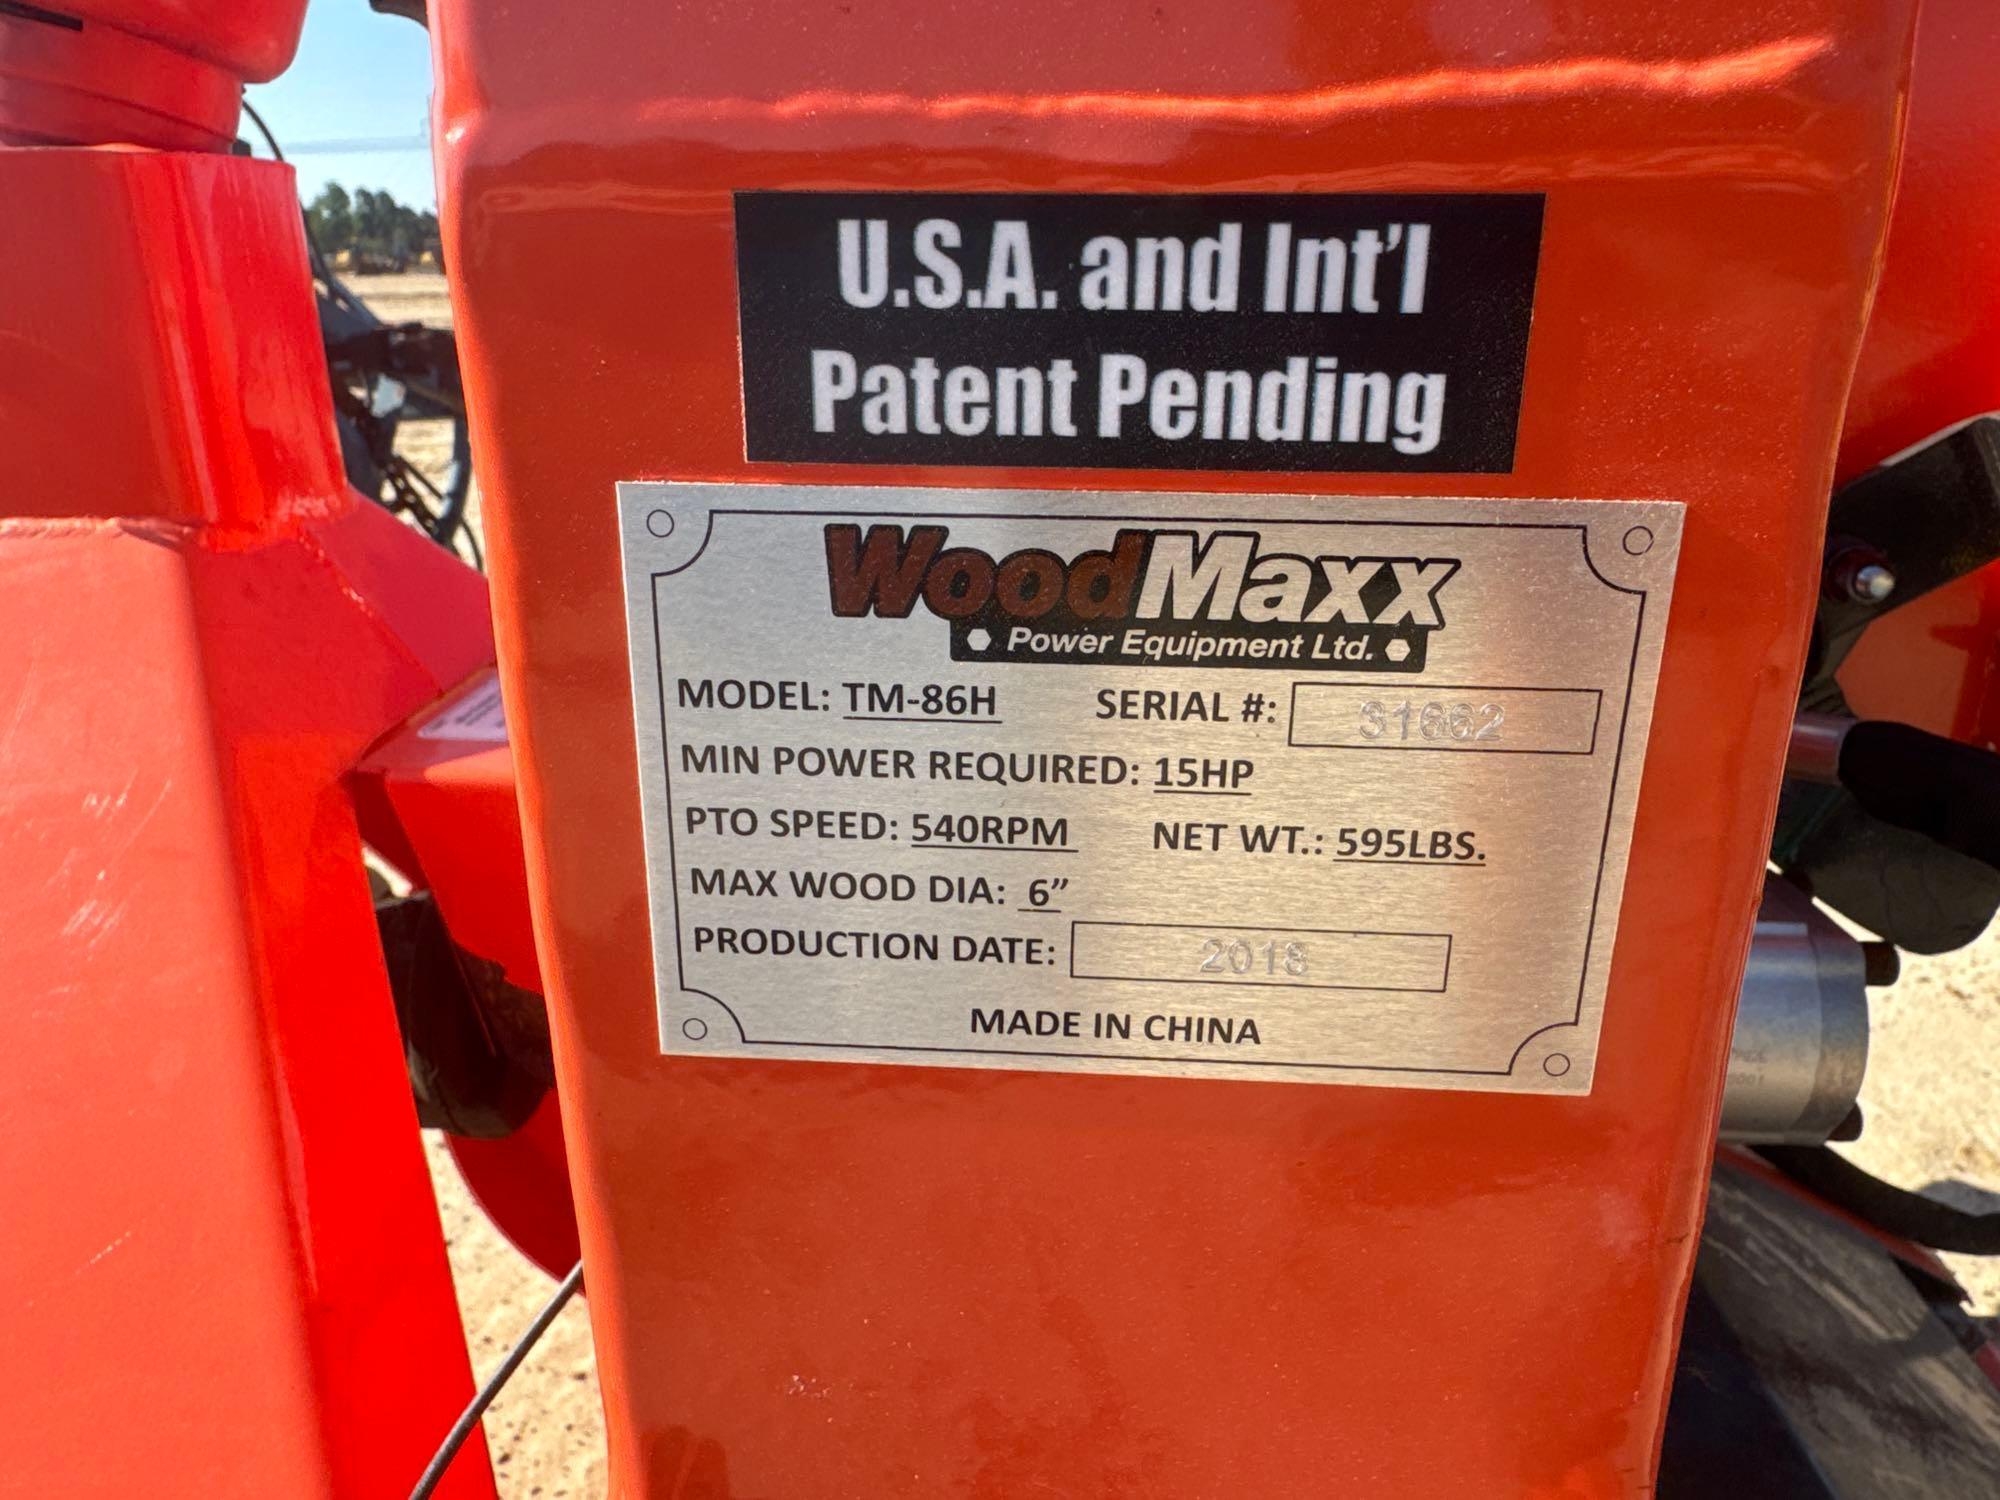 U.S.A. and Int'l
Patent Pending
WoodMaxx
Power Equipment Ltd.
MODEL: TM-86H SERIAL #: 31662
MIN POWER REQUIRED: 15HP
PTO SPEED: 540RPM NET WT.: 595LBS.
MAX WOOD DIA: 6”
PRODUCTION DATE: 2018
MADE IN CHINA